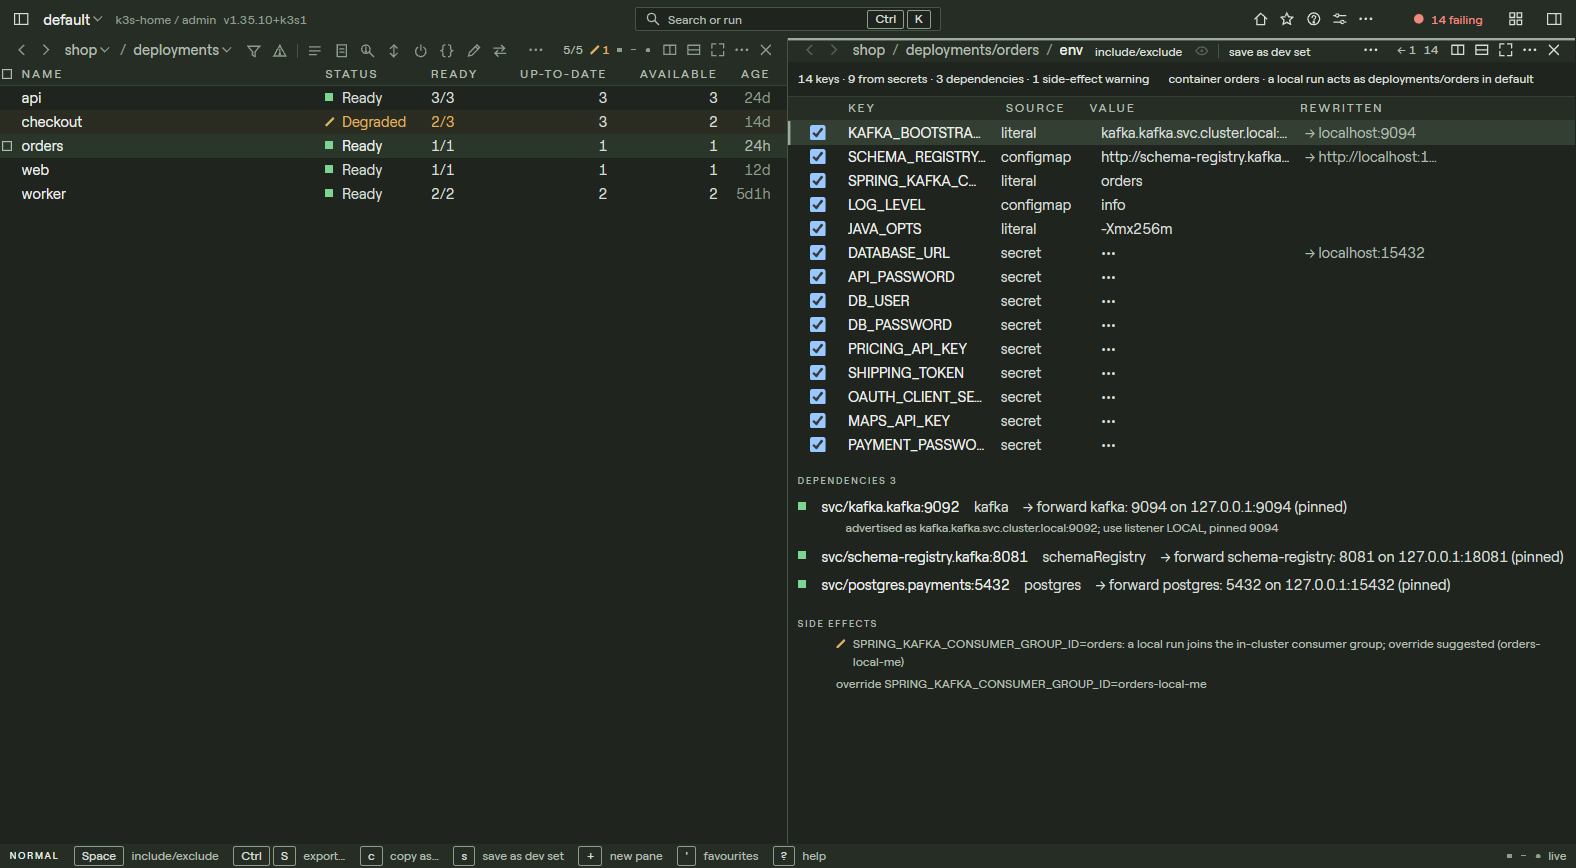 default k3s-home / admin v1.35.10+k3s1 Search or run Ctrl K 14 failing
shop / deployments 5/5 1
NAME STATUS READY UP-TO-DATE AVAILABLE AGE
api Ready 3/3 3 3 24d
checkout Degraded 2/3 3 2 14d
orders Ready 1/1 1 1 24h
web Ready 1/1 1 1 12d
worker Ready 2/2 2 2 5d1h
shop / deployments/orders / env include/exclude save as dev set ← 1 14
14 keys · 9 from secrets · 3 dependencies · 1 side-effect warning container orders · a local run acts as deployments/orders in default
KEY SOURCE VALUE REWRITTEN
KAFKA_BOOTSTRA... literal kafka.kafka.svc.cluster.local:... → localhost:9094
SCHEMA_REGISTRY... configmap http://schema-registry.kafka... → http://localhost:1...
SPRING_KAFKA_C... literal orders
LOG_LEVEL configmap info
JAVA_OPTS literal -Xmx256m
DATABASE_URL secret ••• → localhost:15432
API_PASSWORD secret •••
DB_USER secret •••
DB_PASSWORD secret •••
PRICING_API_KEY secret •••
SHIPPING_TOKEN secret •••
OAUTH_CLIENT_SE... secret •••
MAPS_API_KEY secret •••
PAYMENT_PASSWO... secret •••
DEPENDENCIES 3
svc/kafka.kafka:9092 kafka → forward kafka: 9094 on 127.0.0.1:9094 (pinned)
advertised as kafka.kafka.svc.cluster.local:9092; use listener LOCAL, pinned 9094
svc/schema-registry.kafka:8081 schemaRegistry → forward schema-registry: 8081 on 127.0.0.1:18081 (pinned)
svc/postgres.payments:5432 postgres → forward postgres: 5432 on 127.0.0.1:15432 (pinned)
SIDE EFFECTS
SPRING_KAFKA_CONSUMER_GROUP_ID=orders: a local run joins the in-cluster consumer group; override suggested (orders-
local-me)
override SPRING_KAFKA_CONSUMER_GROUP_ID=orders-local-me
NORMAL Space include/exclude Ctrl S export... c copy as... s save as dev set + new pane ' favourites ? help live